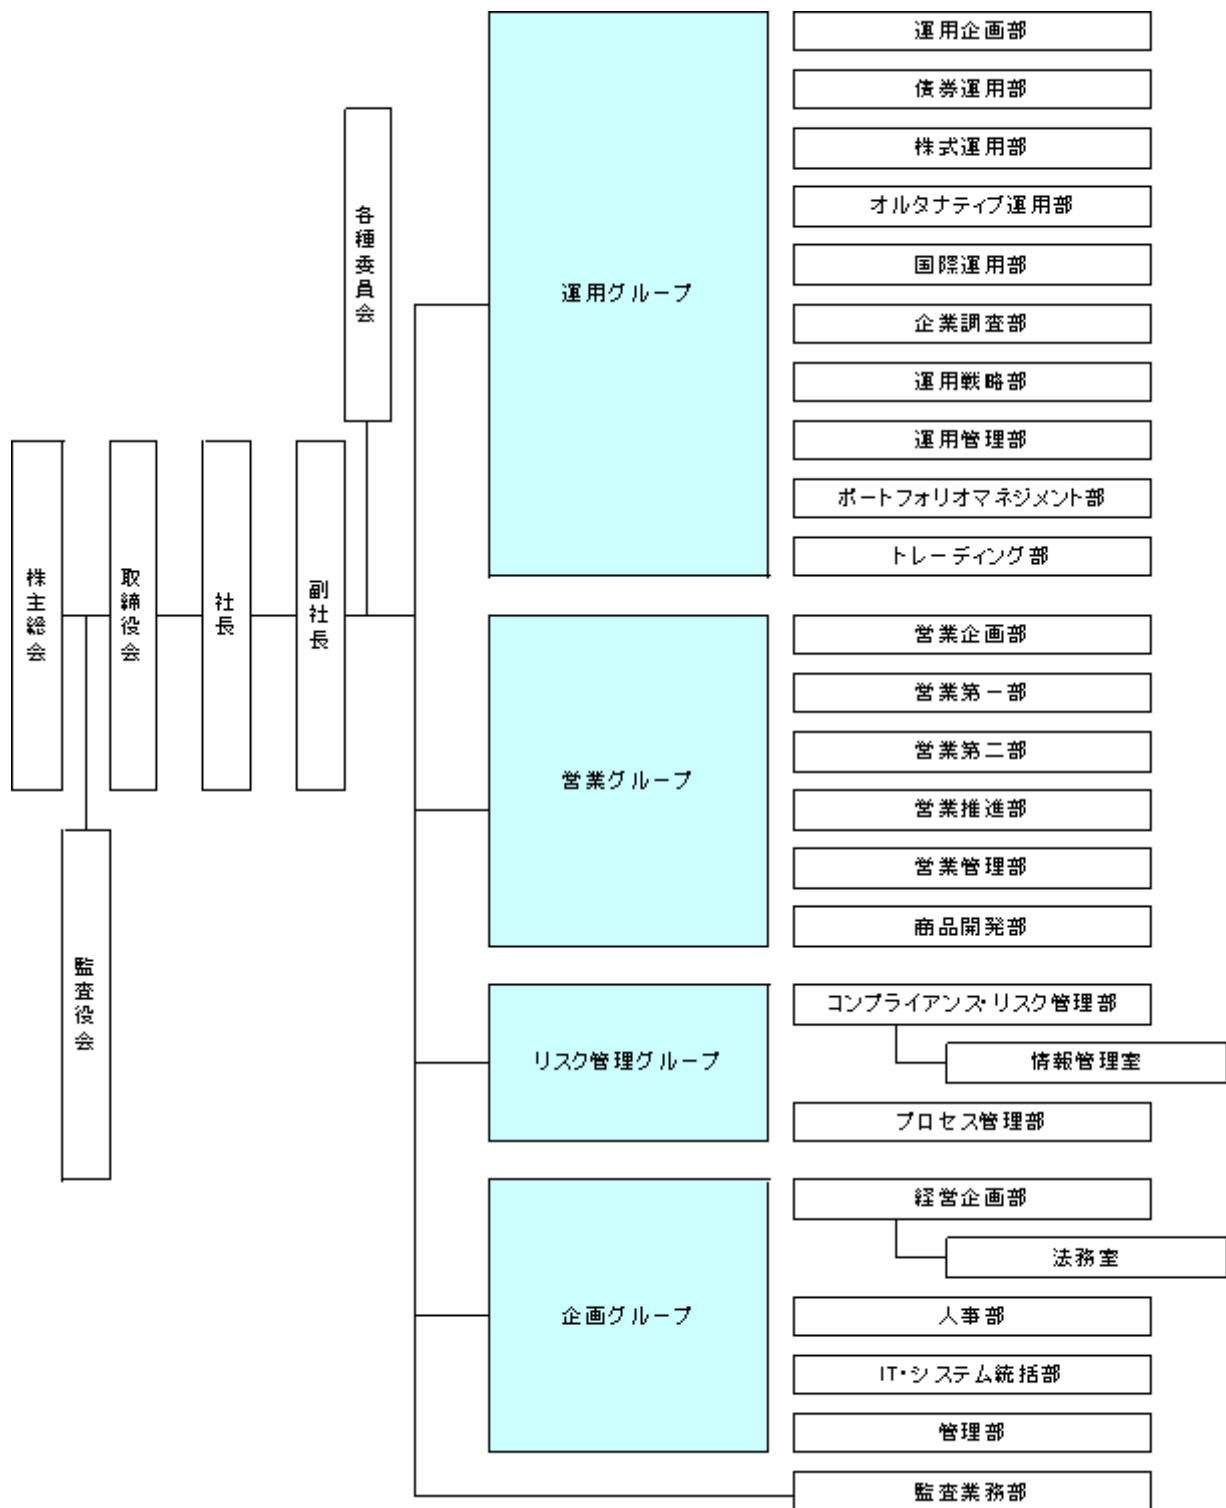 株主総会
監査役会
取締役会
社長
副社長
各種委員会
運用グループ
運用企画部
債券運用部
株式運用部
オルタナティブ運用部
国際運用部
企業調査部
運用戦略部
運用管理部
ポートフォリオマネジメント部
トレーディング部
営業グループ
営業企画部
営業第一部
営業第二部
営業推進部
営業管理部
商品開発部
リスク管理グループ
コンプライアンス・リスク管理部
情報管理室
プロセス管理部
企画グループ
経営企画部
法務室
人事部
IT・システム統括部
管理部
監査業務部